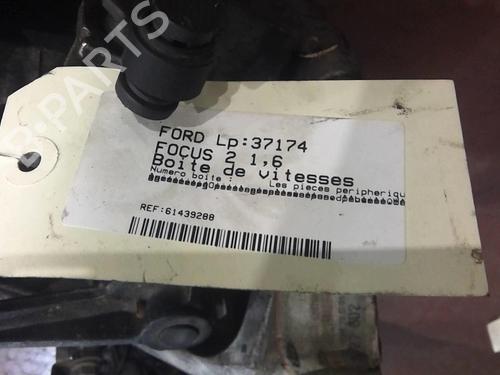 B-PARTS
FORD Lp:37174
FOCUS 2 1,6
Boite de vitesses
Numero boite : Les pieces peripheriqu
REF:61439288